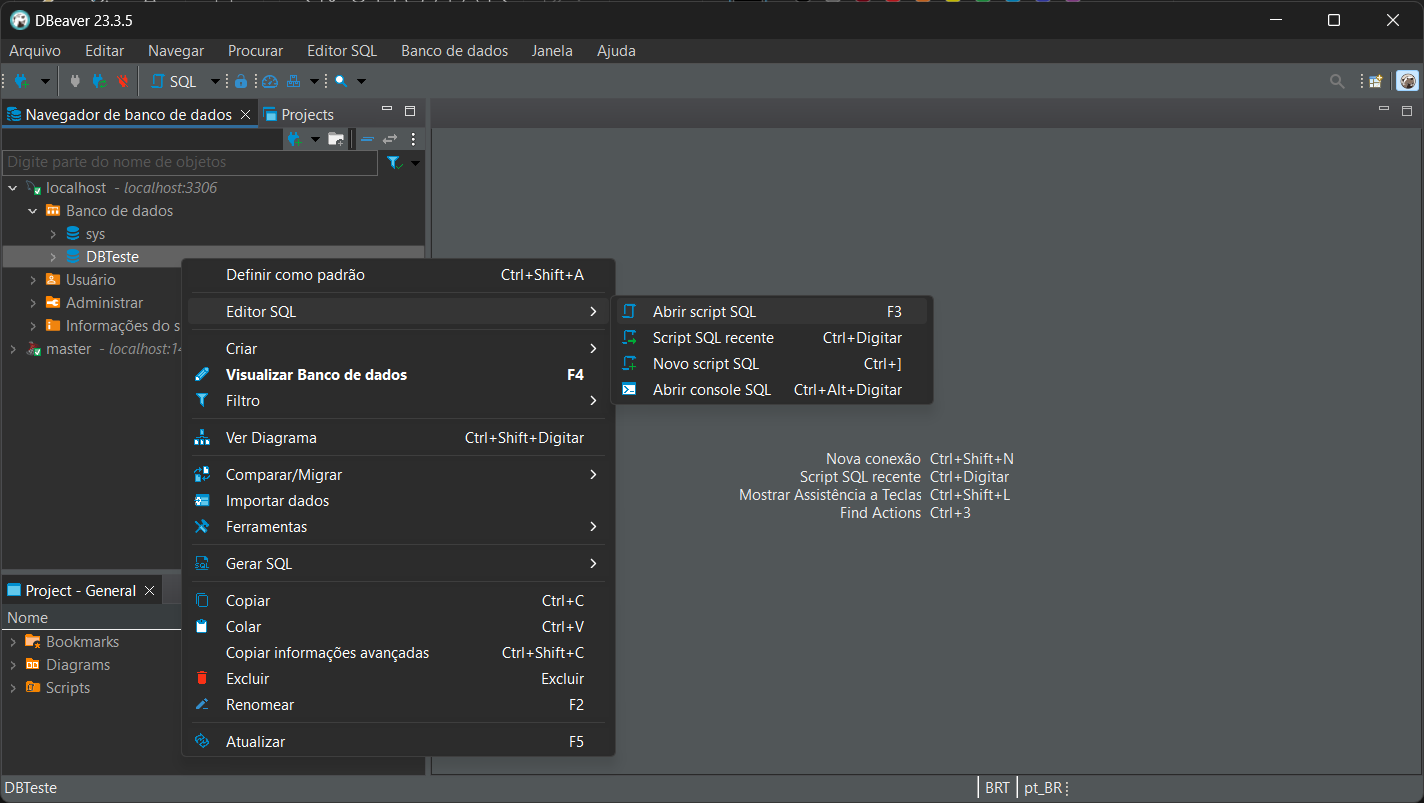 DBeaver 23.3.5
Arquivo Editar Navegar Procurar Editor SQL Banco de dados Janela Ajuda
SQL
Navegador de banco de dados Projects
Digite parte do nome de objetos
localhost - localhost:3306
Banco de dados
sys
DBTeste
Usuário
Administrar
Informações do s
master - localhost:14
Definir como padrão Ctrl+Shift+A
Editor SQL
Criar
Visualizar Banco de dados F4
Filtro
Ver Diagrama Ctrl+Shift+Digitar
Comparar/Migrar
Importar dados
Ferramentas
Gerar SQL
Copiar Ctrl+C
Colar Ctrl+V
Copiar informações avançadas Ctrl+Shift+C
Excluir Excluir
Renomear F2
Atualizar F5
Abrir script SQL F3
Script SQL recente Ctrl+Digitar
Novo script SQL Ctrl+]
Abrir console SQL Ctrl+Alt+Digitar
Nova conexão Ctrl+Shift+N
Script SQL recente Ctrl+Digitar
Mostrar Assistência a Teclas Ctrl+Shift+L
Find Actions Ctrl+3
Project - General
Nome
Bookmarks
Diagrams
Scripts
DBTeste
BRT pt_BR